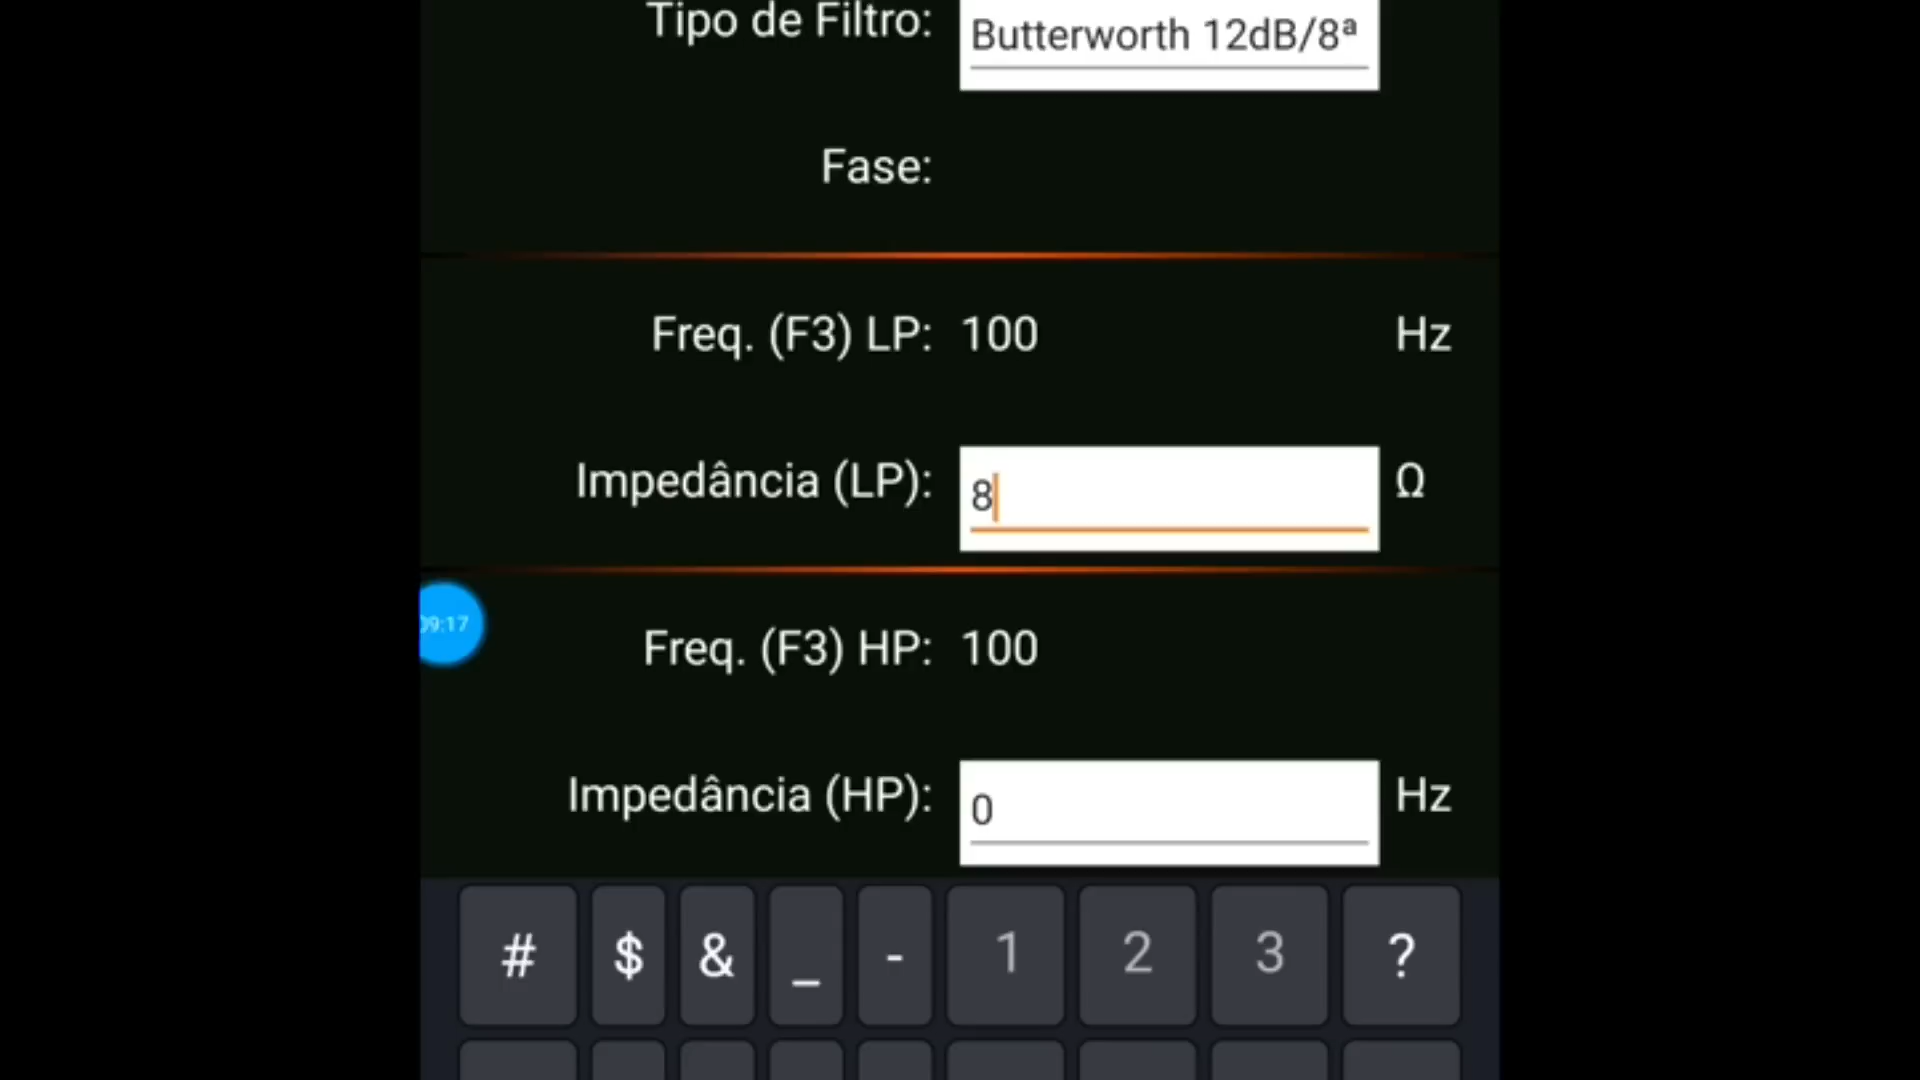 Tipo de Filtro: Butterworth 12dB/8ª
Fase:
Freq. (F3) LP: 100 Hz
Impedância (LP): 8 Ω
09:17
Freq. (F3) HP: 100
Impedância (HP): 0 Hz
# $ & _ - 1 2 3 ?